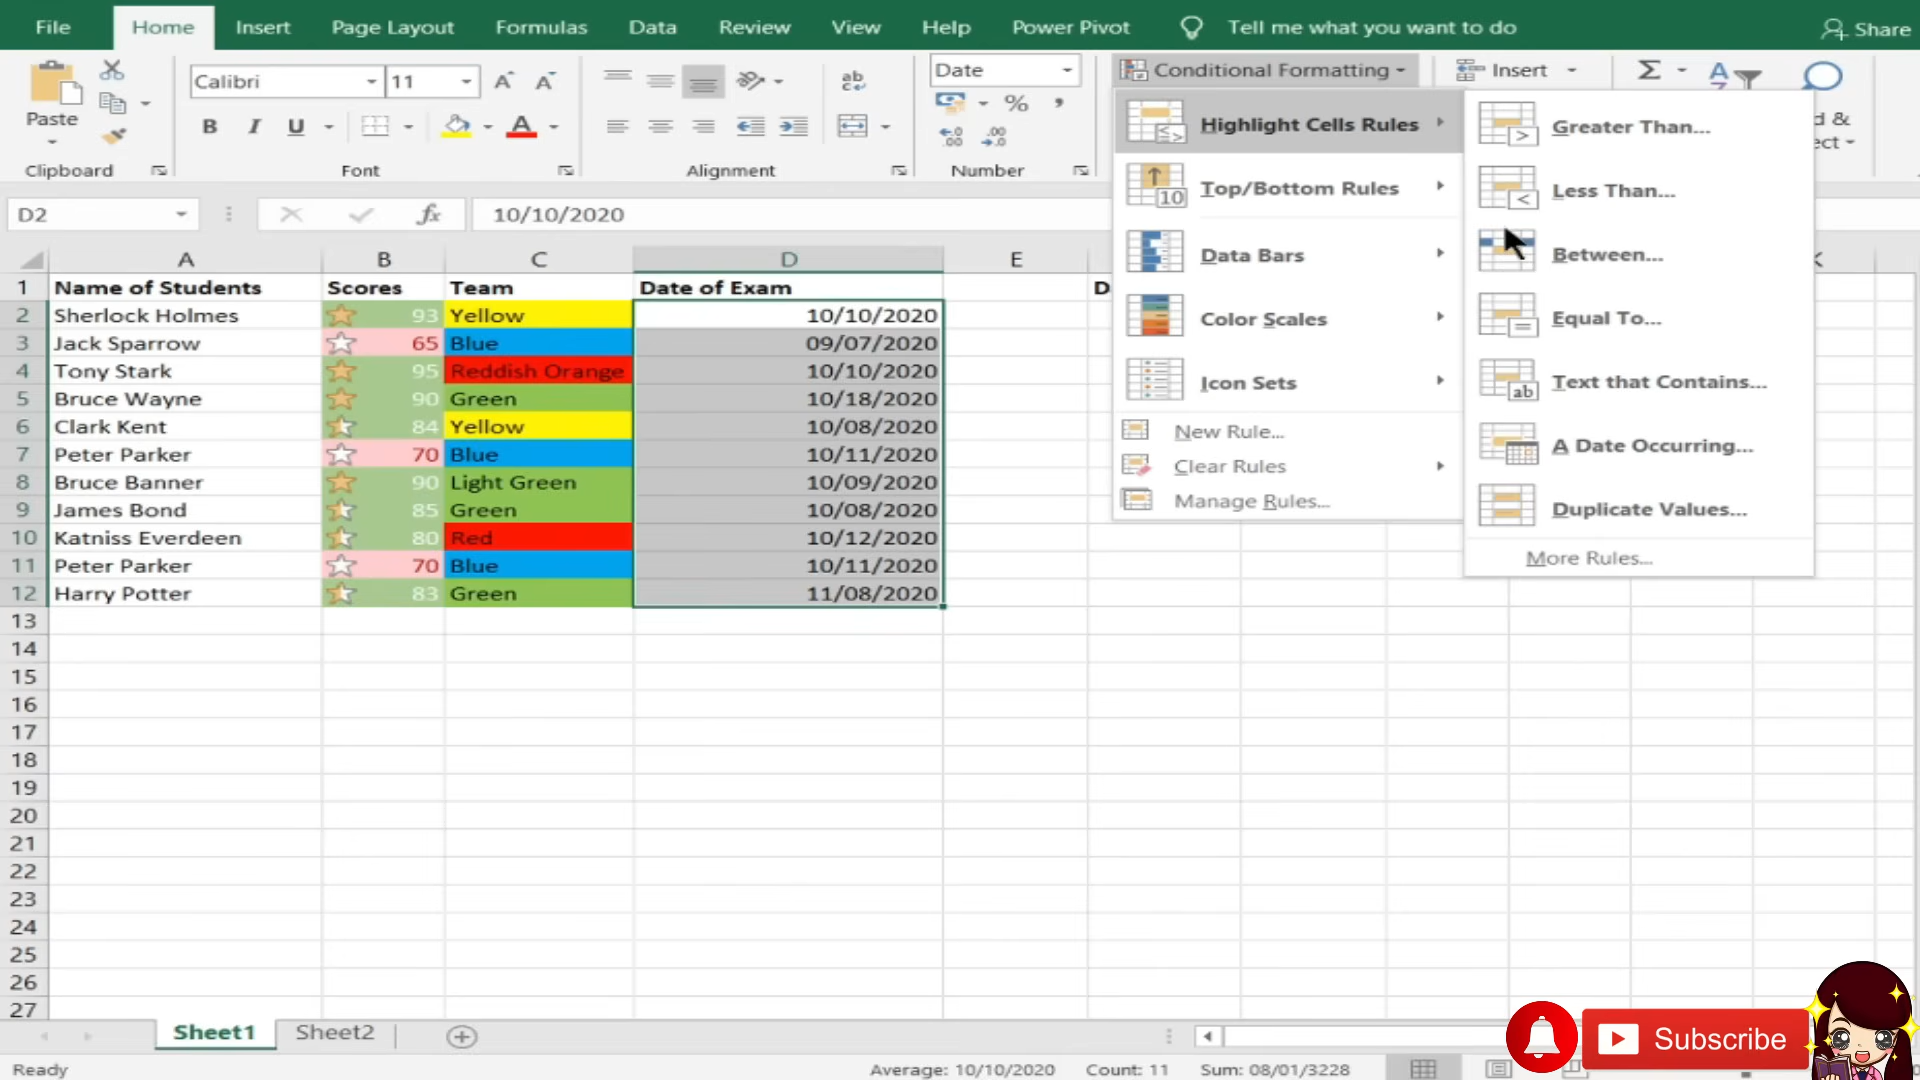 File Home Insert Page Layout Formulas Data Review View Help Power Pivot Tell me what you want to do Share
Calibri 11 Date Conditional Formatting Insert
Paste
Clipboard Font Alignment Number
D2 10/10/2020
Highlight Cells Rules
Top/Bottom Rules
Data Bars
Color Scales
Icon Sets
New Rule...
Clear Rules
Manage Rules...
Greater Than...
Less Than...
Between...
Equal To...
Text that Contains...
A Date Occurring...
Duplicate Values...
More Rules...
A B C D E
1 Name of Students Scores Team Date of Exam D
2 Sherlock Holmes 93 Yellow 10/10/2020
3 Jack Sparrow 65 Blue 09/07/2020
4 Tony Stark 95 Reddish Orange 10/10/2020
5 Bruce Wayne 90 Green 10/18/2020
6 Clark Kent 84 Yellow 10/08/2020
7 Peter Parker 70 Blue 10/11/2020
8 Bruce Banner 90 Light Green 10/09/2020
9 James Bond 85 Green 10/08/2020
10 Katniss Everdeen 80 Red 10/12/2020
11 Peter Parker 70 Blue 10/11/2020
12 Harry Potter 83 Green 11/08/2020
13
14
15
16
17
18
19
20
21
22
23
24
25
26
27
Sheet1 Sheet2
Subscribe
Ready Average: 10/10/2020 Count: 11 Sum: 08/01/3228